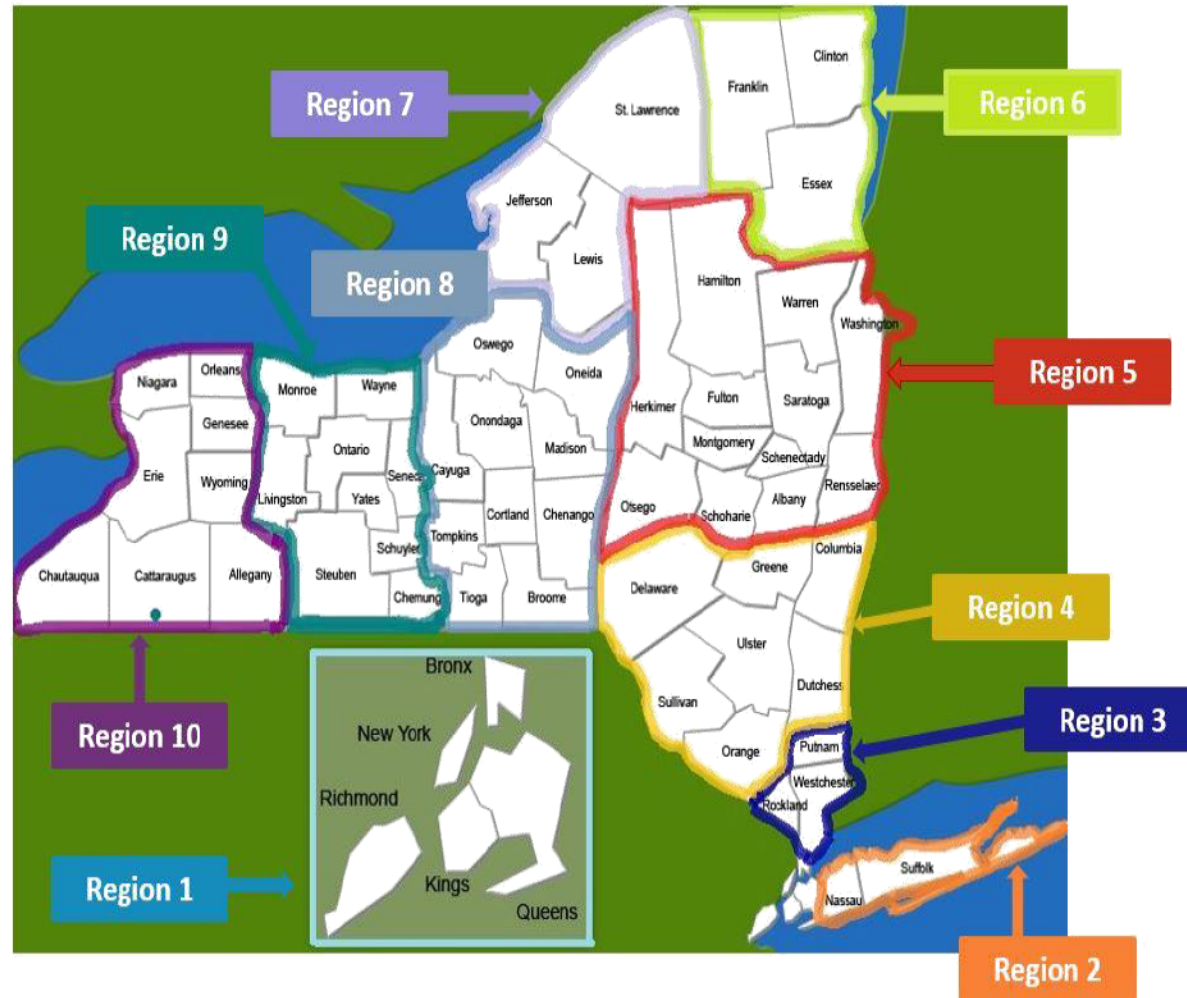 Clinton
Franklin
Region 7
Region 6
St. Lawrence
Essex
Jefferson
Region 9
Lewis
Region 8
Hamilton
Warren
Washington
Oswego
Oneida
Region 5
Orleans
Niagara
Monroe
Wayne
Fulton
Saratoga
Herkimer
Genesee
Onondaga
Montgomery
Ontario
Madison
Schenectady
Cayuga
Erie
Wyoming
Seneca
Rensselaer
Livingston
Yates
Albany
Otsego
Cortland
Chenango
Schoharie
Tompkins
Schuyler
Columbia
Chautauqua
Cattaraugus
Allegany
Steuben
Greene
Delaware
Chemung
Tioga
Broome
Region 4
Ulster
Bronx
Dutchess
Sullivan
Region 3
New York
Region 10
Putnam
Orange
Westchester
Richmond
Rockland
Suffolk
Region 1
Kings
Nassau
Queens
Region 2